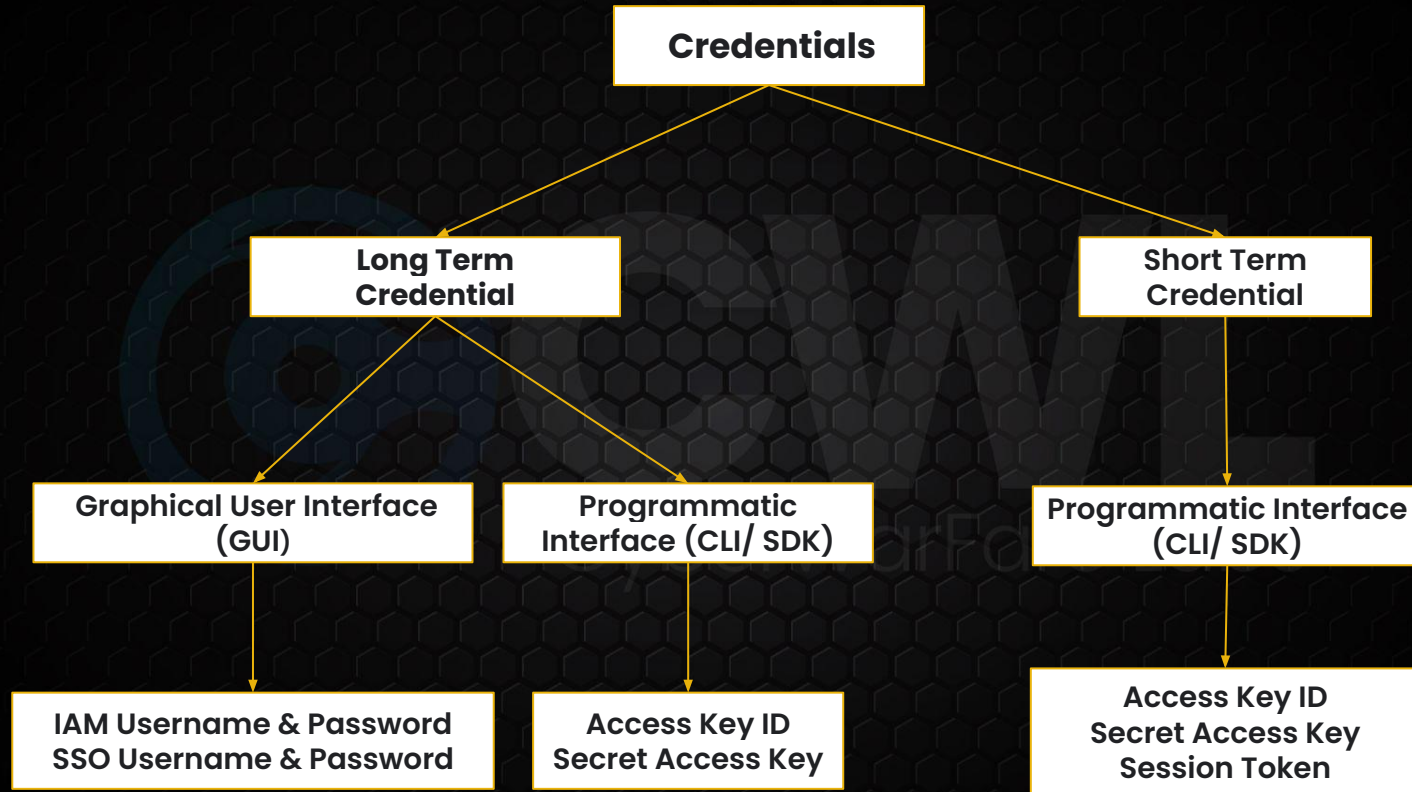 Credentials
Long Term
Credential
Short Term
Credential
Graphical User Interface
(GUI)
Programmatic
Interface (CLI/ SDK)
Programmatic Interface
(CLI/ SDK)
IAM Username & Password
SSO Username & Password
Access Key ID
Secret Access Key
Access Key ID
Secret Access Key
Session Token
CWL